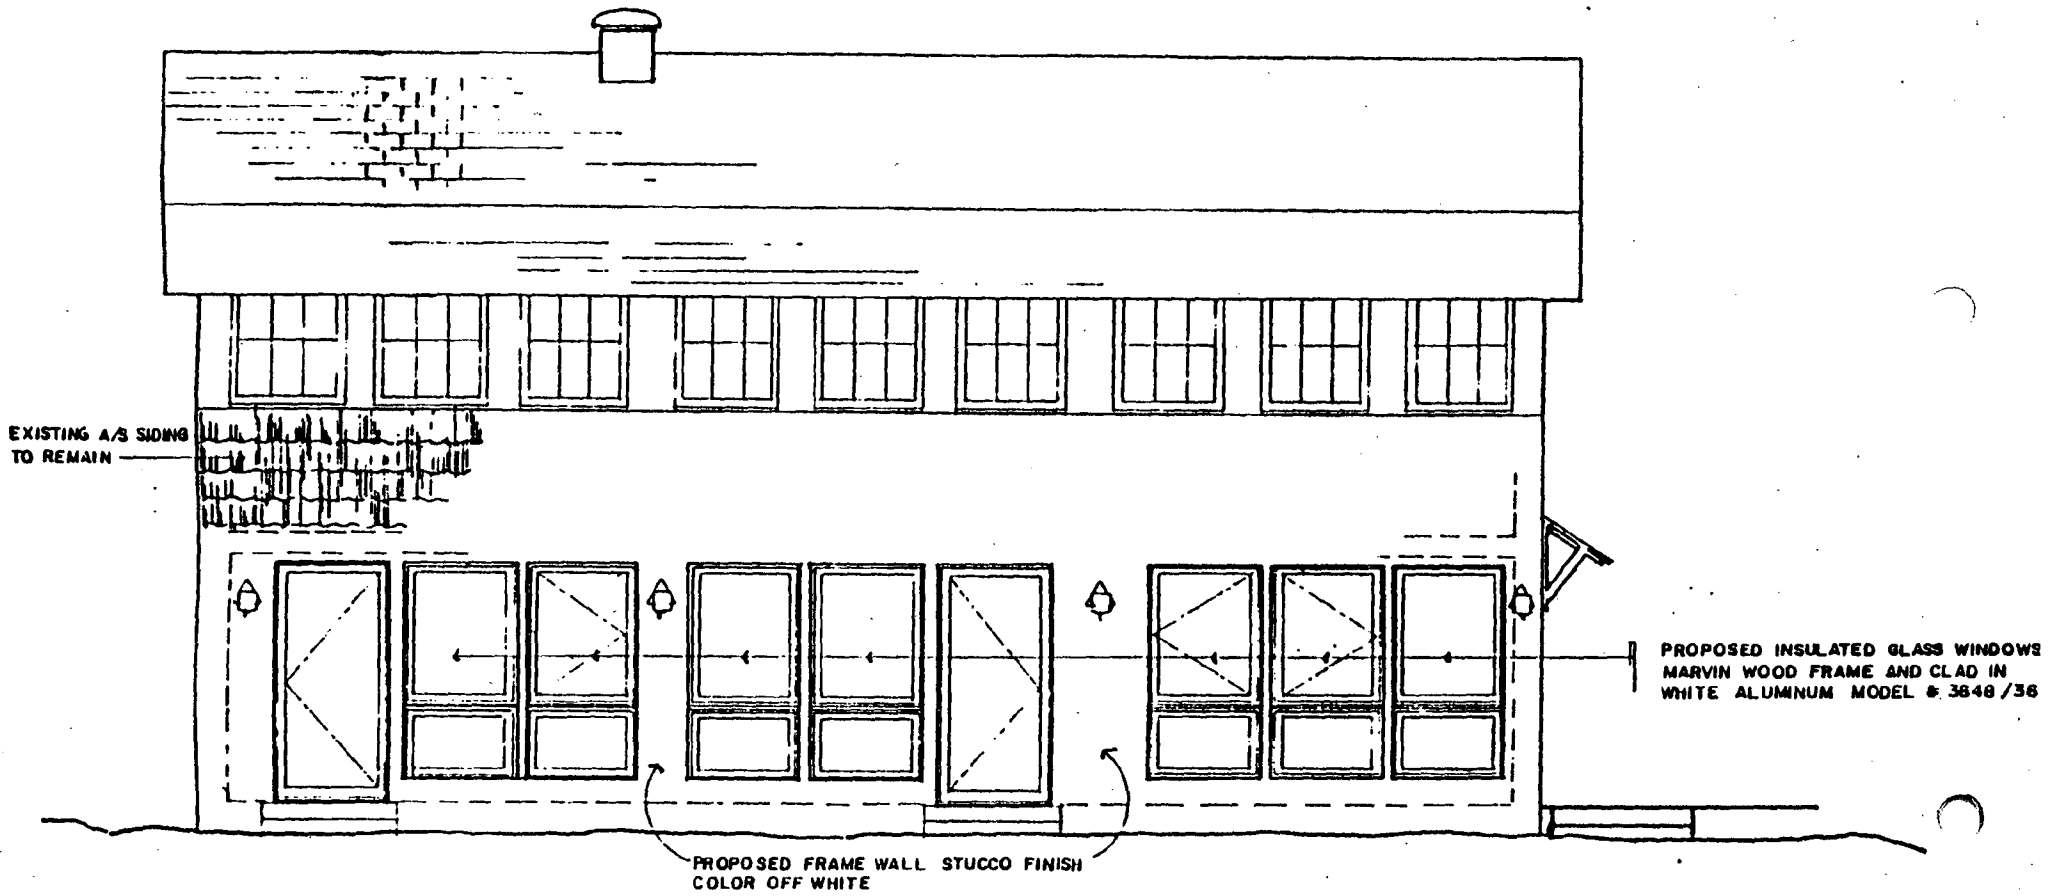 EXISTING A/S SIDING
TO REMAIN
PROPOSED INSULATED GLASS WINDOWS
MARVIN WOOD FRAME AND CLAD IN
WHITE ALUMINUM MODEL # 3648/36
PROPOSED FRAME WALL STUCCO FINISH
COLOR OFF WHITE